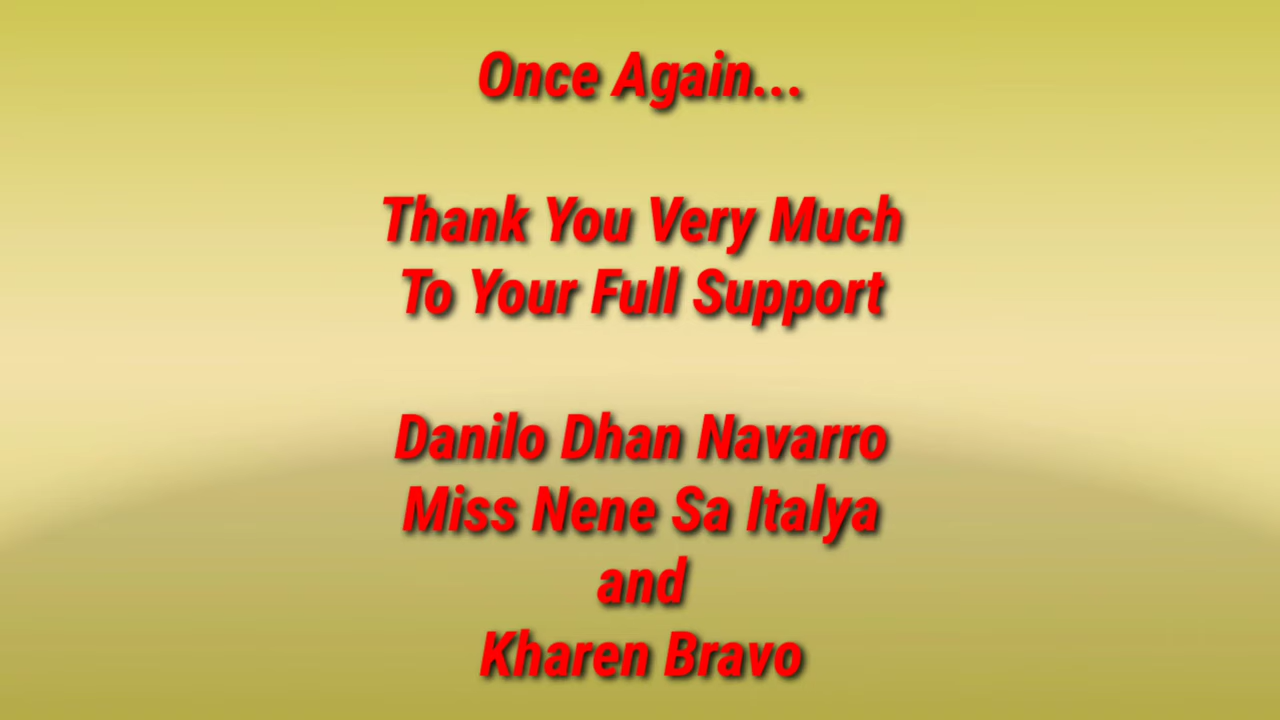 Once Again...
Thank You Very Much
To Your Full Support
Danilo Dhan Navarro
Miss Nene Sa Italya
and
Kharen Bravo